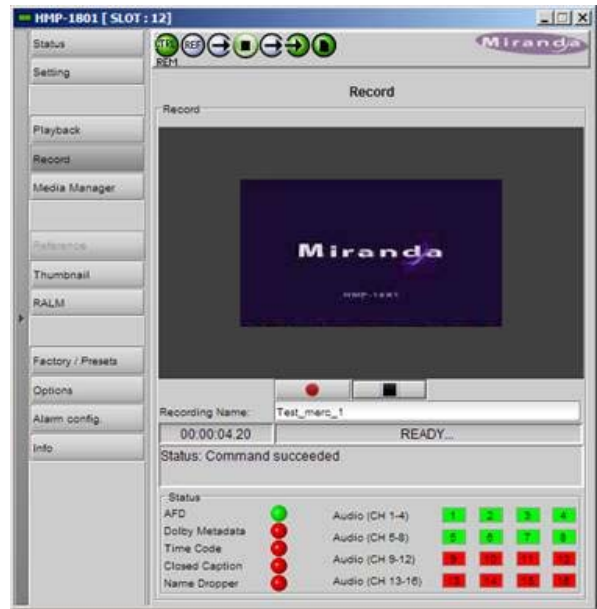 HMP-1801 [ SLOT : 12]
Status
Setting
Playback
Record
Media Manager
Reference
Thumbnail
RALM
Factory / Presets
Options
Alarm config.
Info
CTRL
REF
REM
Miranda
Record
Record
Miranda
HMP-1801
Recording Name: Test_merc_1
00:00:04.20 READY...
Status: Command succeeded
Status
AFD
Dolby Metadata
Time Code
Closed Caption
Name Dropper
Audio (CH 1-4) 1 2 3 4
Audio (CH 5-8) 5 6 7 8
Audio (CH 9-12) 9 10 11 12
Audio (CH 13-16) 13 14 15 16